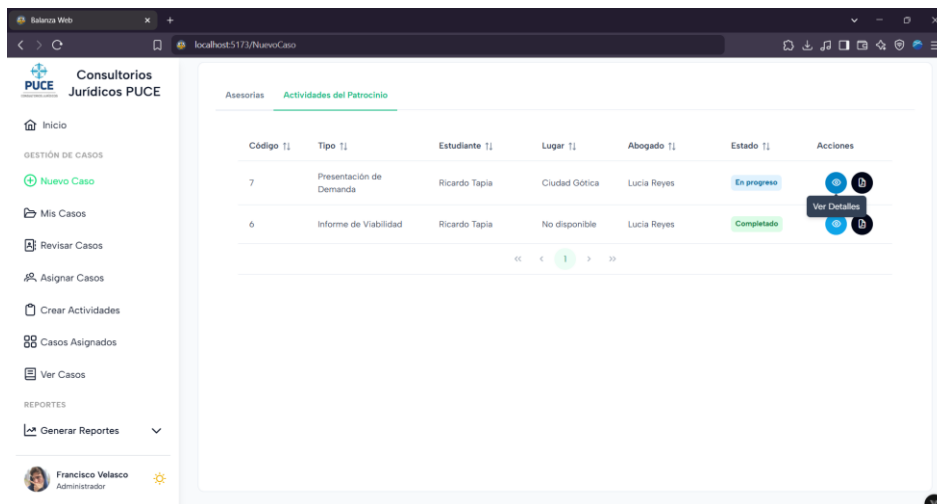 Balanza Web
localhost:5173/NuevoCaso
PUCE
Consultorios
Jurídicos PUCE
Inicio
GESTIÓN DE CASOS
Nuevo Caso
Mis Casos
Revisar Casos
Asignar Casos
Crear Actividades
Casos Asignados
Ver Casos
REPORTES
Generar Reportes
Francisco Velasco
Administrador
Asesorias Actividades del Patrocinio
Código Tipo Estudiante Lugar Abogado Estado Acciones
7 Presentación de Demanda Ricardo Tapia Ciudad Gótica Lucia Reyes En progreso
Ver Detalles
6 Informe de Viabilidad Ricardo Tapia No disponible Lucia Reyes Completado
1